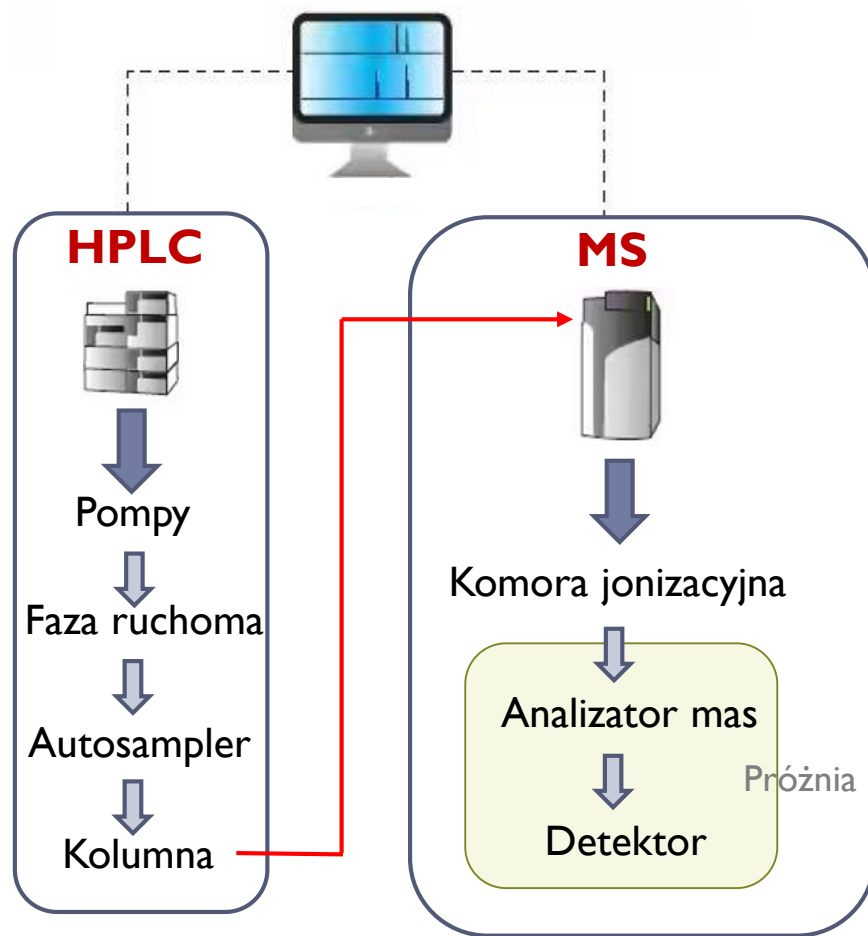 HPLC
Pompy
Faza ruchoma
Autosampler
Kolumna
MS
Komora jonizacyjna
Analizator mas
Próżnia
Detektor